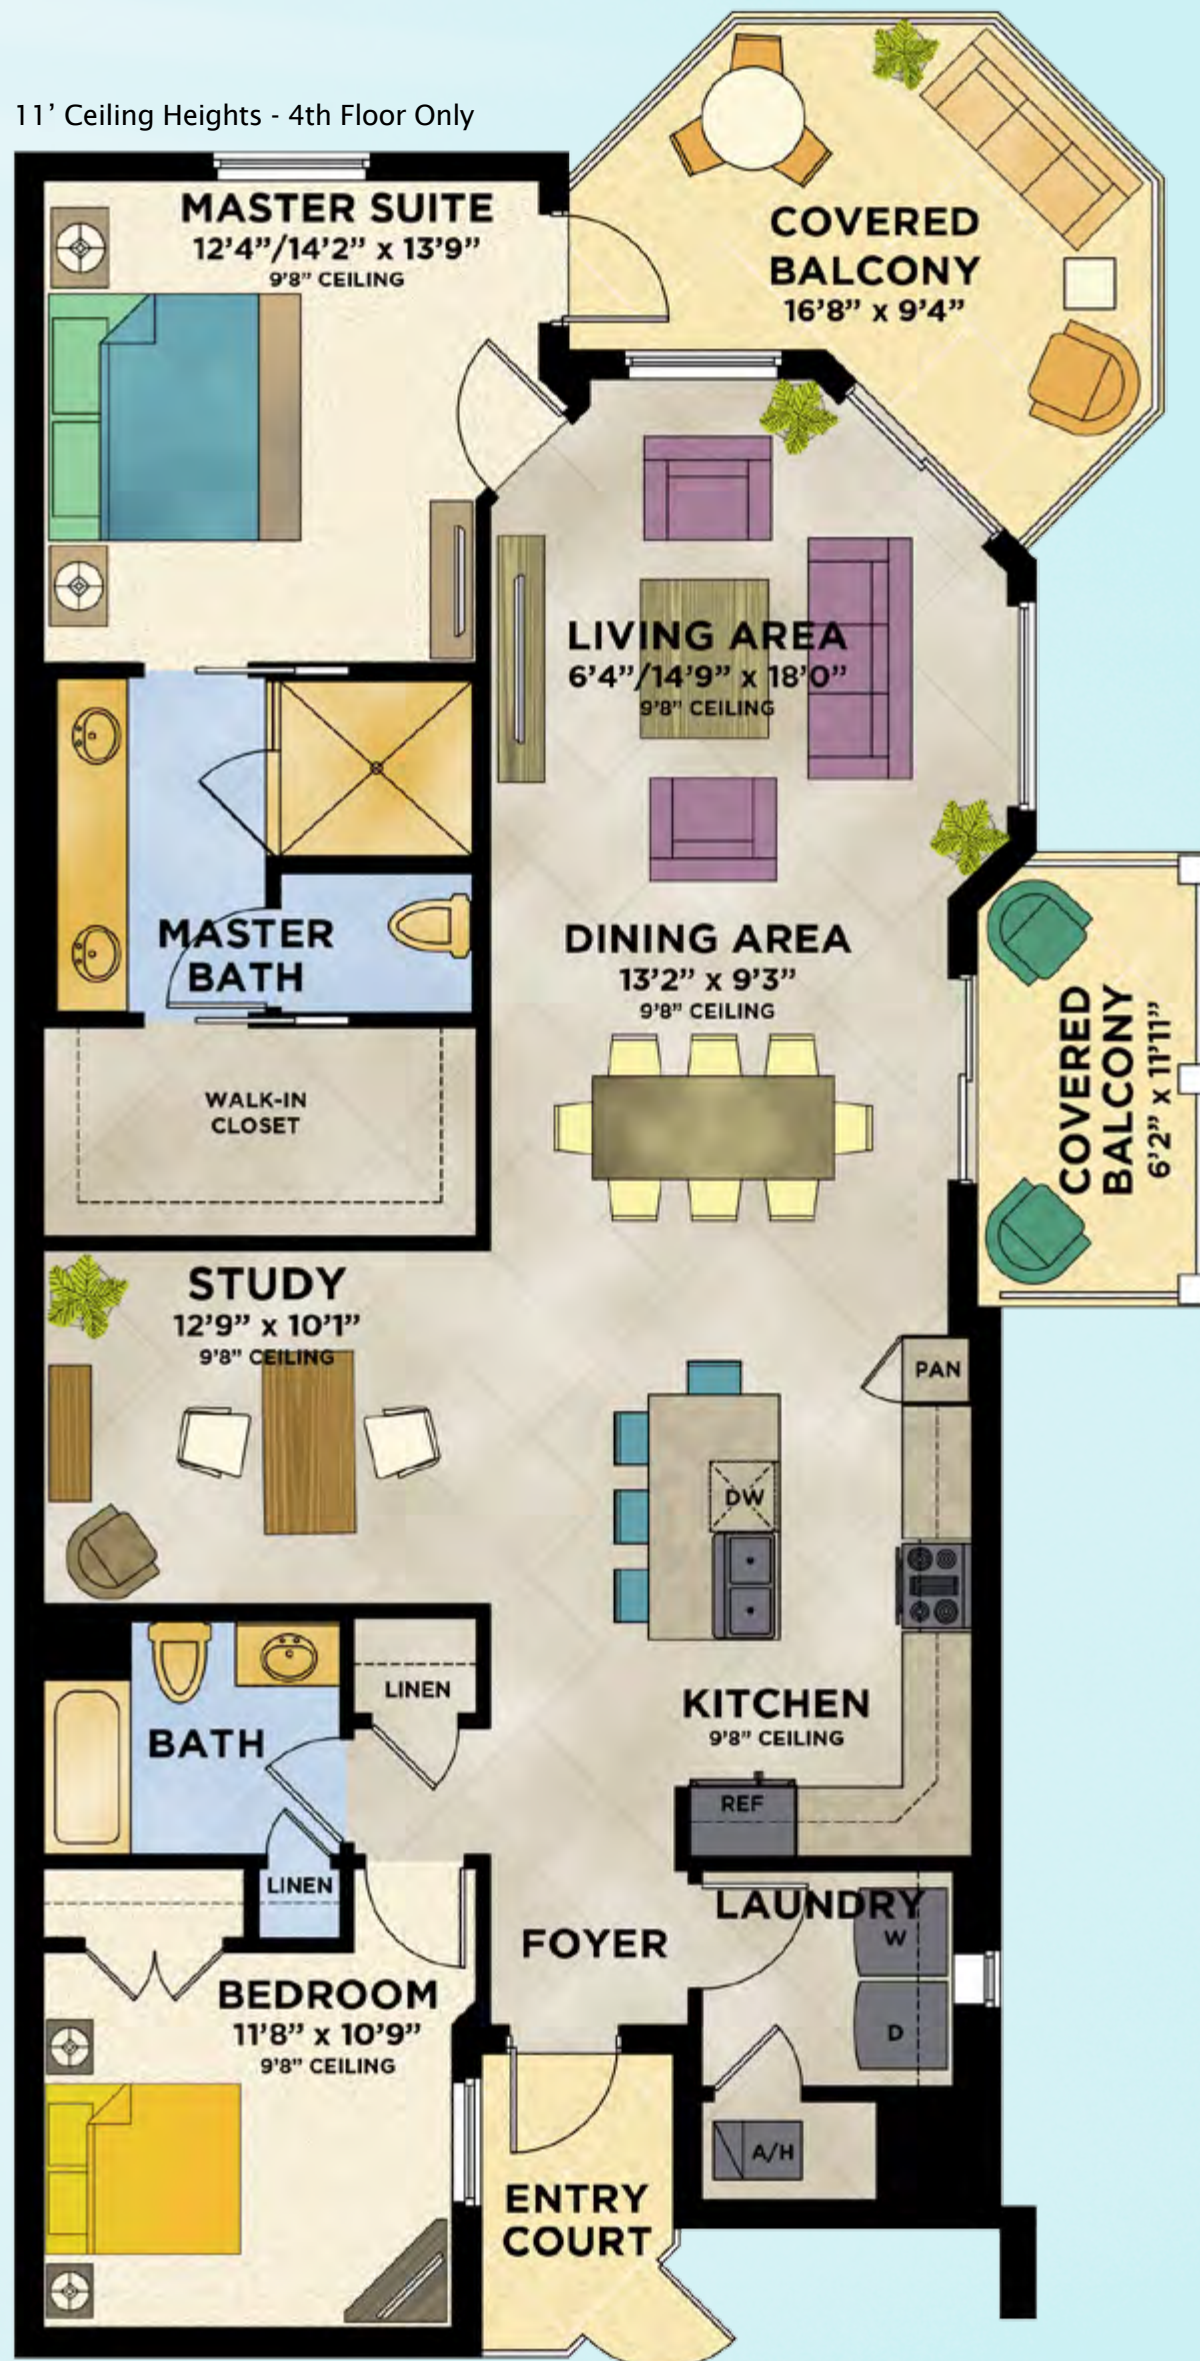 11’ Ceiling Heights - 4th Floor Only
MASTER SUITE
12’4”/14’2” x 13’9”
9’8” CEILING
COVERED
BALCONY
16’8” x 9’4”
LIVING AREA
6’4”/14’9” x 18’0”
9’8” CEILING
MASTER
BATH
DINING AREA
13’2” x 9’3”
9’8” CEILING
COVERED
BALCONY
6’2” x 11’11”
WALK-IN
CLOSET
STUDY
12’9” x 10’1”
9’8” CEILING
PAN
DW
LINEN
KITCHEN
9’8” CEILING
BATH
REF
LINEN
LAUNDRY
W
FOYER
BEDROOM
11’8” x 10’9”
9’8” CEILING
D
A/H
ENTRY
COURT